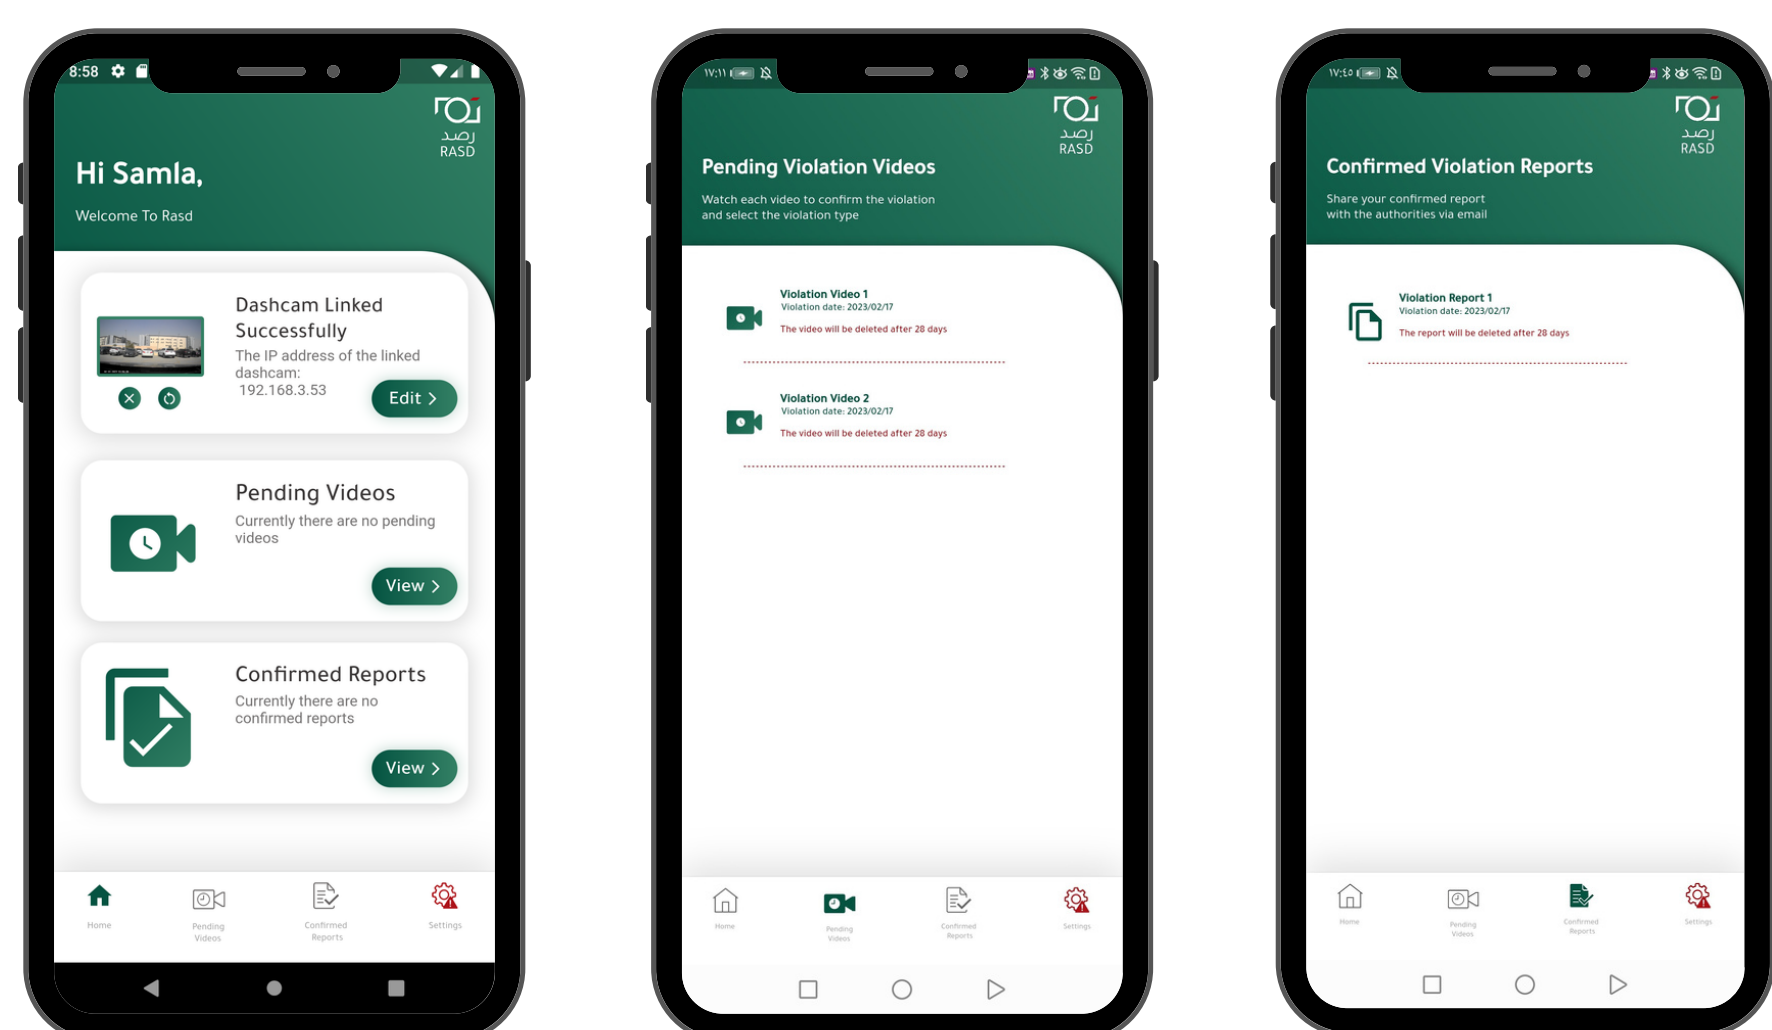 8:58
رصد
RASD
Hi Samla,
Welcome To Rasd
Dashcam Linked
Successfully
The IP address of the linked
dashcam:
192.168.3.53
Edit >
Pending Videos
Currently there are no pending
videos
View >
Confirmed Reports
Currently there are no
confirmed reports
View >
Home
Pending
Videos
Confirmed
Reports
Settings
١٧:١١
رصد
RASD
Pending Violation Videos
Watch each video to confirm the violation
and select the violation type
Violation Video 1
Violation date: 2023/02/17
The video will be deleted after 28 days
Violation Video 2
Violation date: 2023/02/17
The video will be deleted after 28 days
Home
Pending
Videos
Confirmed
Reports
Settings
١٧:٤٥
رصد
RASD
Confirmed Violation Reports
Share your confirmed report
with the authorities via email
Violation Report 1
Violation date: 2023/02/17
The report will be deleted after 28 days
Home
Pending
Videos
Confirmed
Reports
Settings